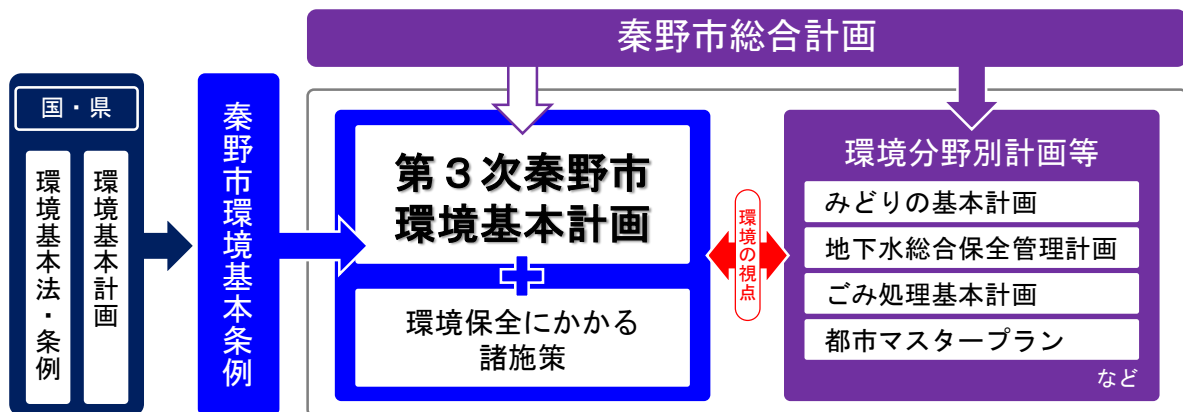 秦野市総合計画
国・県
環境基本法・条例
環境基本計画
秦野市環境基本条例
第３次秦野市
環境基本計画
環境保全にかかる
諸施策
環境の視点
環境分野別計画等
みどりの基本計画
地下水総合保全管理計画
ごみ処理基本計画
都市マスタープラン
など